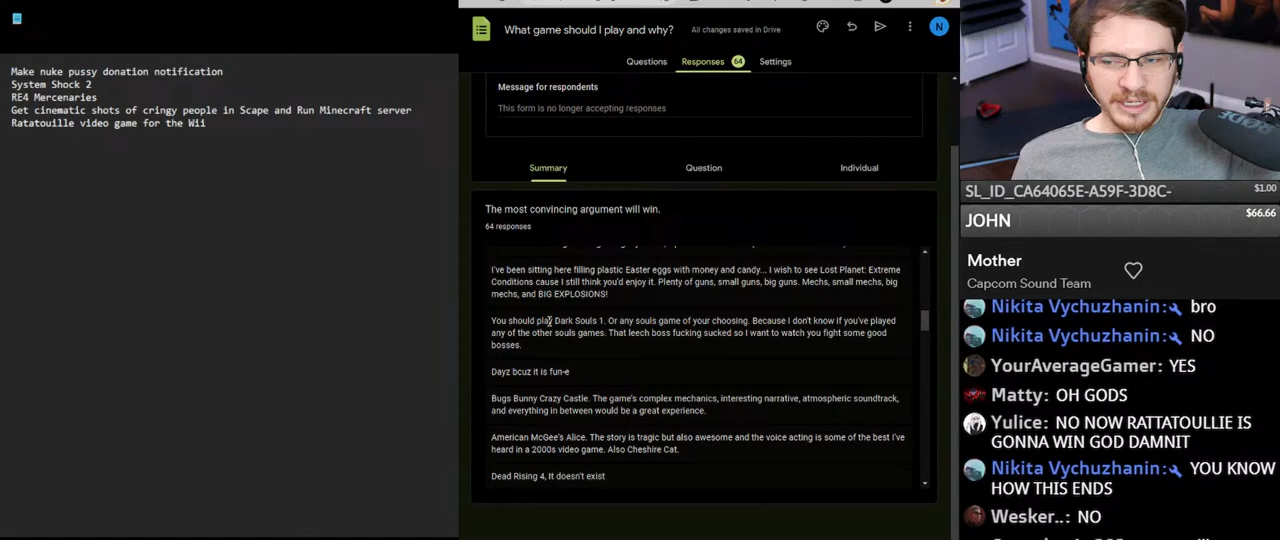 Make nuke pussy donation notification
System Shock 2
RE4 Mercenaries
Get cinematic shots of cringy people in Scape and Run Minecraft server
Ratatouille video game for the Wii
What game should I play and why?
All changes saved in Drive
N
Questions
Responses 64
Settings
Message for respondents
This form is no longer accepting responses
Summary
Question
Individual
The most convincing argument will win.
64 responses
I've been sitting here filling plastic Easter eggs with money and candy... I wish to see Lost Planet: Extreme
Conditions cause I still think you'd enjoy it. Plenty of guns, small guns, big guns. Mechs, small mechs, big
mechs, and BIG EXPLOSIONS!
You should play Dark Souls 1. Or any souls game of your choosing. Because I don't know if you've played
any of the other souls games. That leech boss fucking sucked so I want to watch you fight some good
bosses.
Dayz bcuz it is fun-e
Bugs Bunny Crazy Castle. The game's complex mechanics, interesting narrative, atmospheric soundtrack,
and everything in between would be a great experience.
American McGee's Alice. The story is tragic but also awesome and the voice acting is some of the best I've
heard in a 2000s video game. Also Cheshire Cat.
Dead Rising 4, It doesn't exist
RØDE
SL_ID_CA64065E-A59F-3D8C- $1.00
JOHN $66.66
Mother
Capcom Sound Team
Nikita Vychuzhanin: bro
Nikita Vychuzhanin: NO
YourAverageGamer: YES
Matty: OH GODS
Yulice: NO NOW RATTATOULLIE IS
GONNA WIN GOD DAMNIT
Nikita Vychuzhanin: YOU KNOW
HOW THIS ENDS
Wesker..: NO